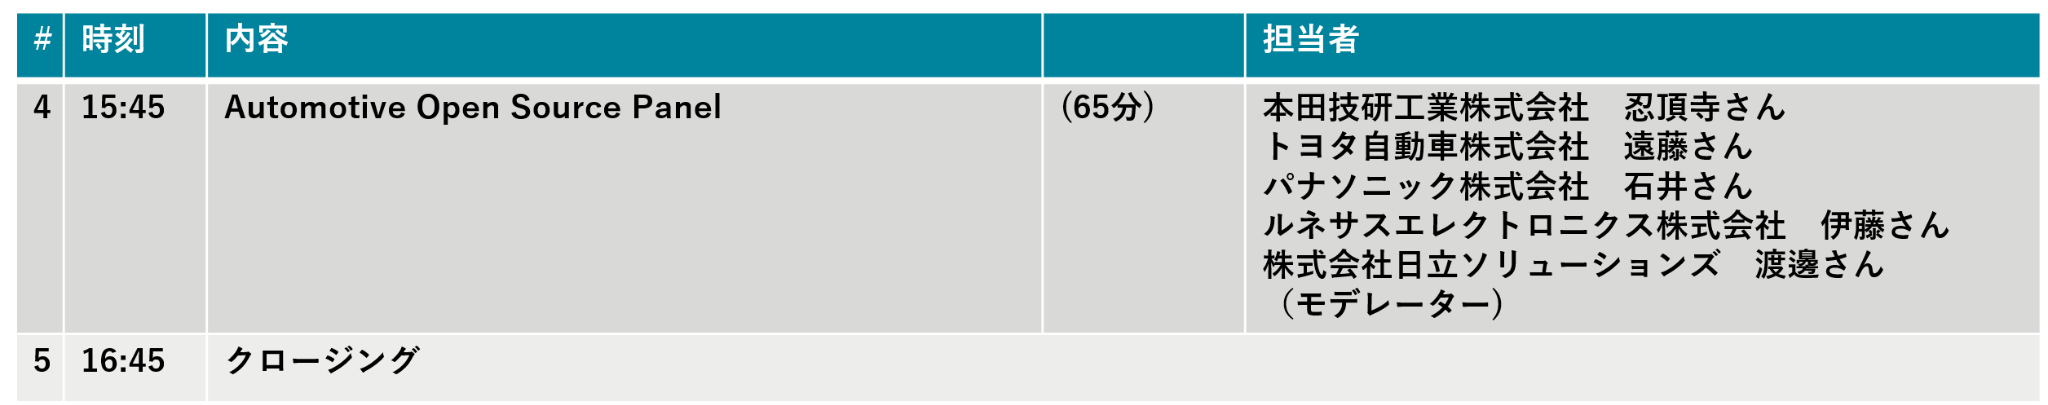 # 時刻 内容 担当者
4 15:45 Automotive Open Source Panel (65分) 本田技研工業株式会社　忍頂寺さん
トヨタ自動車株式会社　遠藤さん
パナソニック株式会社　石井さん
ルネサスエレクトロニクス株式会社　伊藤さん
株式会社日立ソリューションズ　渡邊さん
（モデレーター）
5 16:45 クロージング